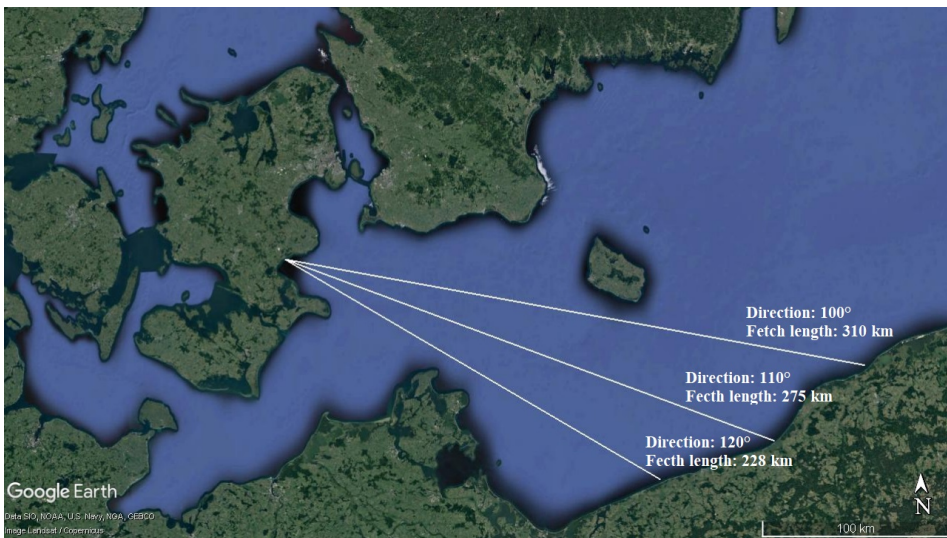 Direction: 100°
Fetch length: 310 km
Direction: 110°
Fecth length: 275 km
Direction: 120°
Fecth length: 228 km
Google Earth
Data SIO, NOAA, U.S. Navy, NGA, GEBCO
Image Landsat / Copernicus
N
100 km